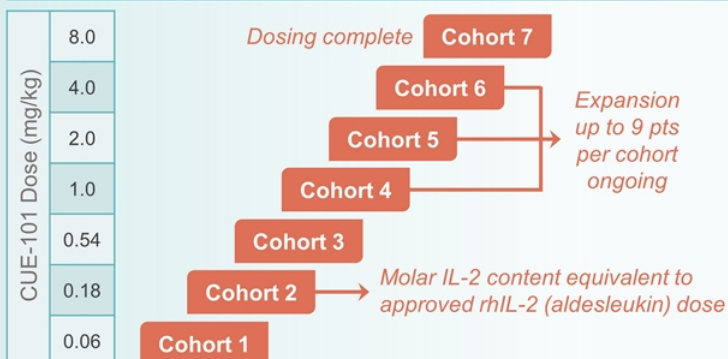 CUE-101 Dose (mg/kg)
8.0
Dosing complete
Cohort 7
4.0
Cohort 6
2.0
Cohort 5
1.0
Cohort 4
Expansion
up to 9 pts
per cohort
ongoing
0.54
Cohort 3
0.18
Cohort 2
Molar IL-2 content equivalent to
approved rhIL-2 (aldesleukin) dose
0.06
Cohort 1